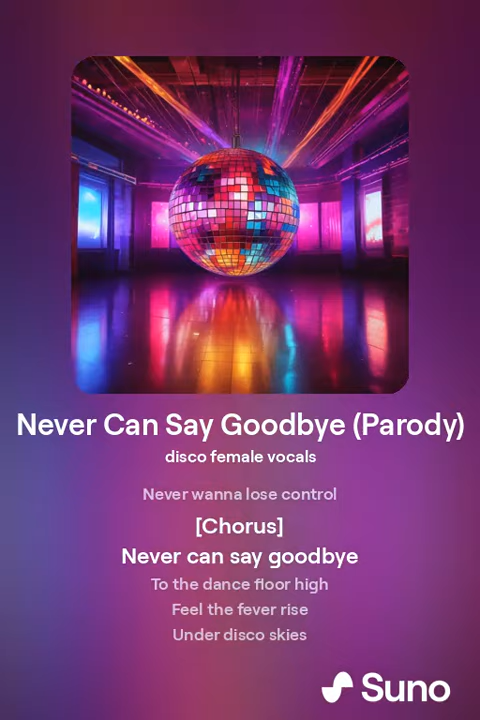 Never Can Say Goodbye (Parody)
disco female vocals
Never wanna lose control
[Chorus]
Never can say goodbye
To the dance floor high
Feel the fever rise
Under disco skies
Suno